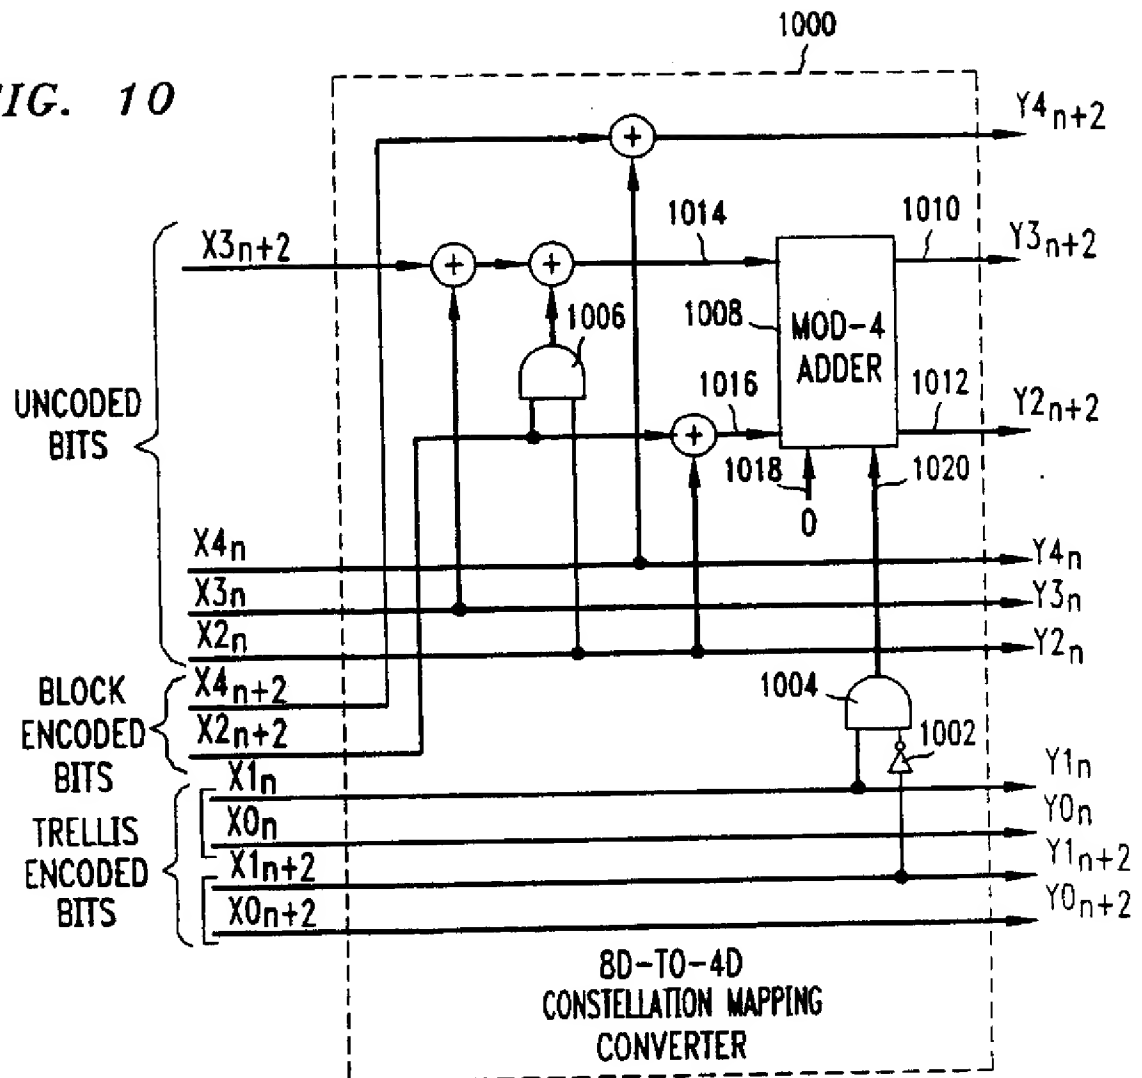 FIG. 10
1000
Y4n+2
X3n+2
1014
1010
Y3n+2
1006
1008
MOD-4
ADDER
UNCODED
BITS
1016
1012
Y2n+2
1018
1020
0
X4n
Y4n
X3n
Y3n
X2n
Y2n
BLOCK
ENCODED
BITS
X4n+2
X2n+2
1004
1002
TRELLIS
ENCODED
BITS
X1n
Y1n
X0n
Y0n
X1n+2
Y1n+2
X0n+2
Y0n+2
8D-TO-4D
CONSTELLATION MAPPING
CONVERTER